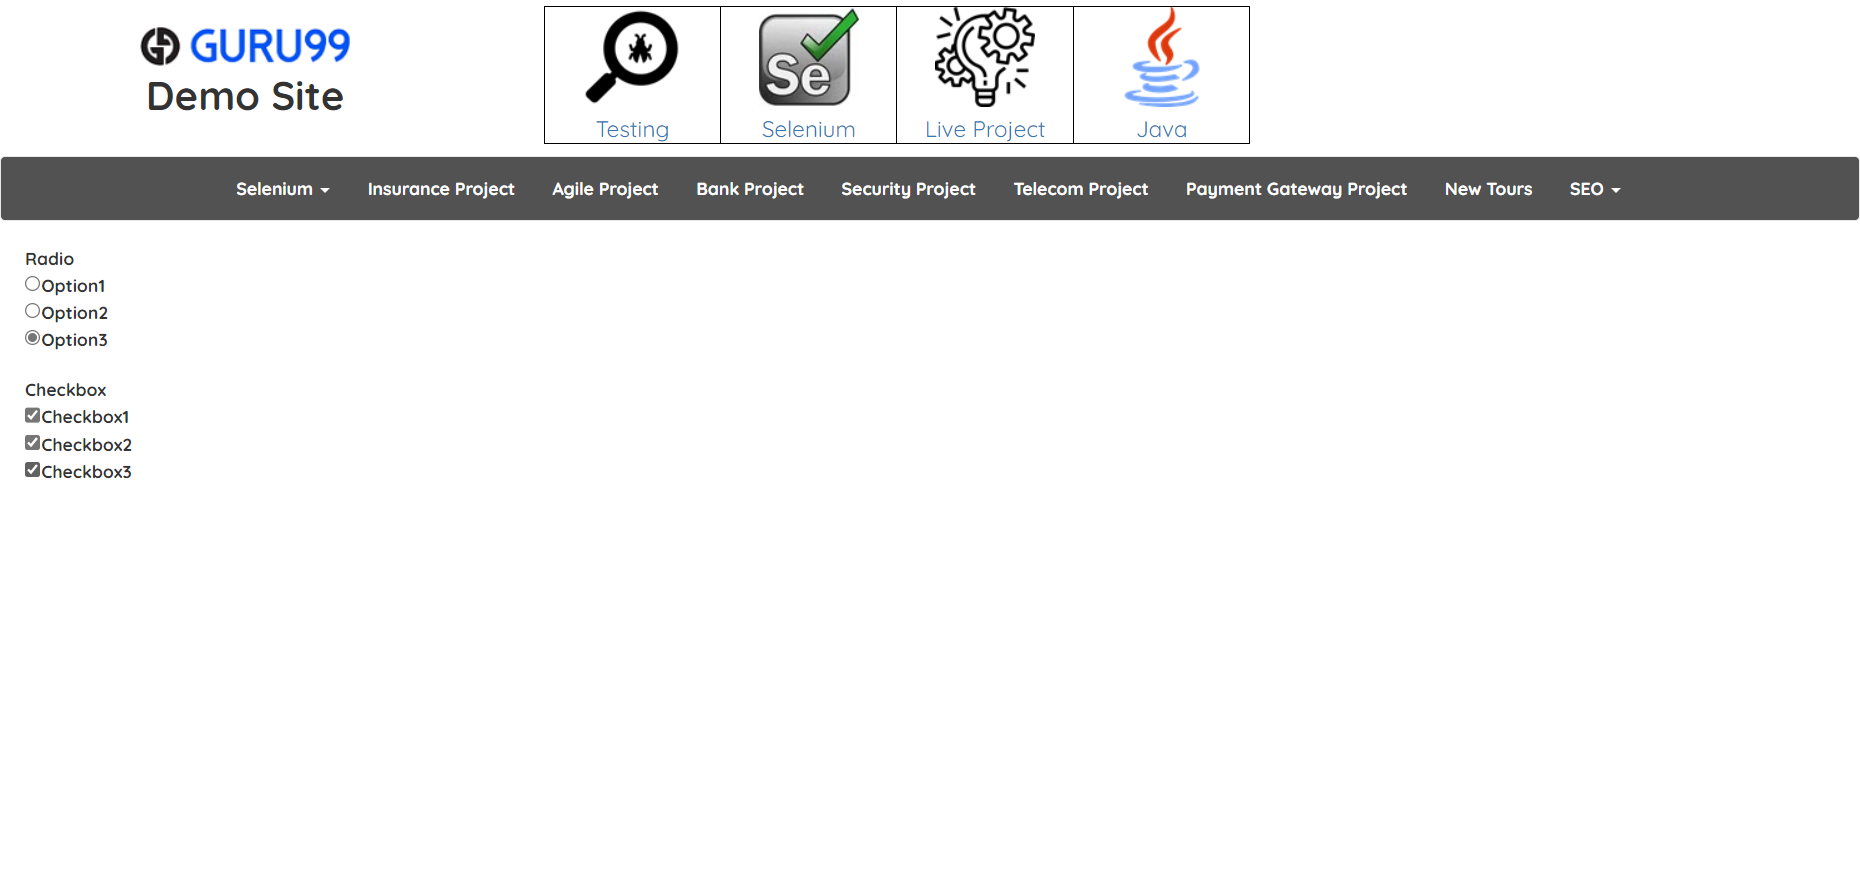 GURU99
Demo Site
Se
Testing
Selenium
Live Project
Java
Selenium Insurance Project Agile Project Bank Project Security Project Telecom Project Payment Gateway Project New Tours SEO
Radio
Option1
Option2
Option3
Checkbox
Checkbox1
Checkbox2
Checkbox3